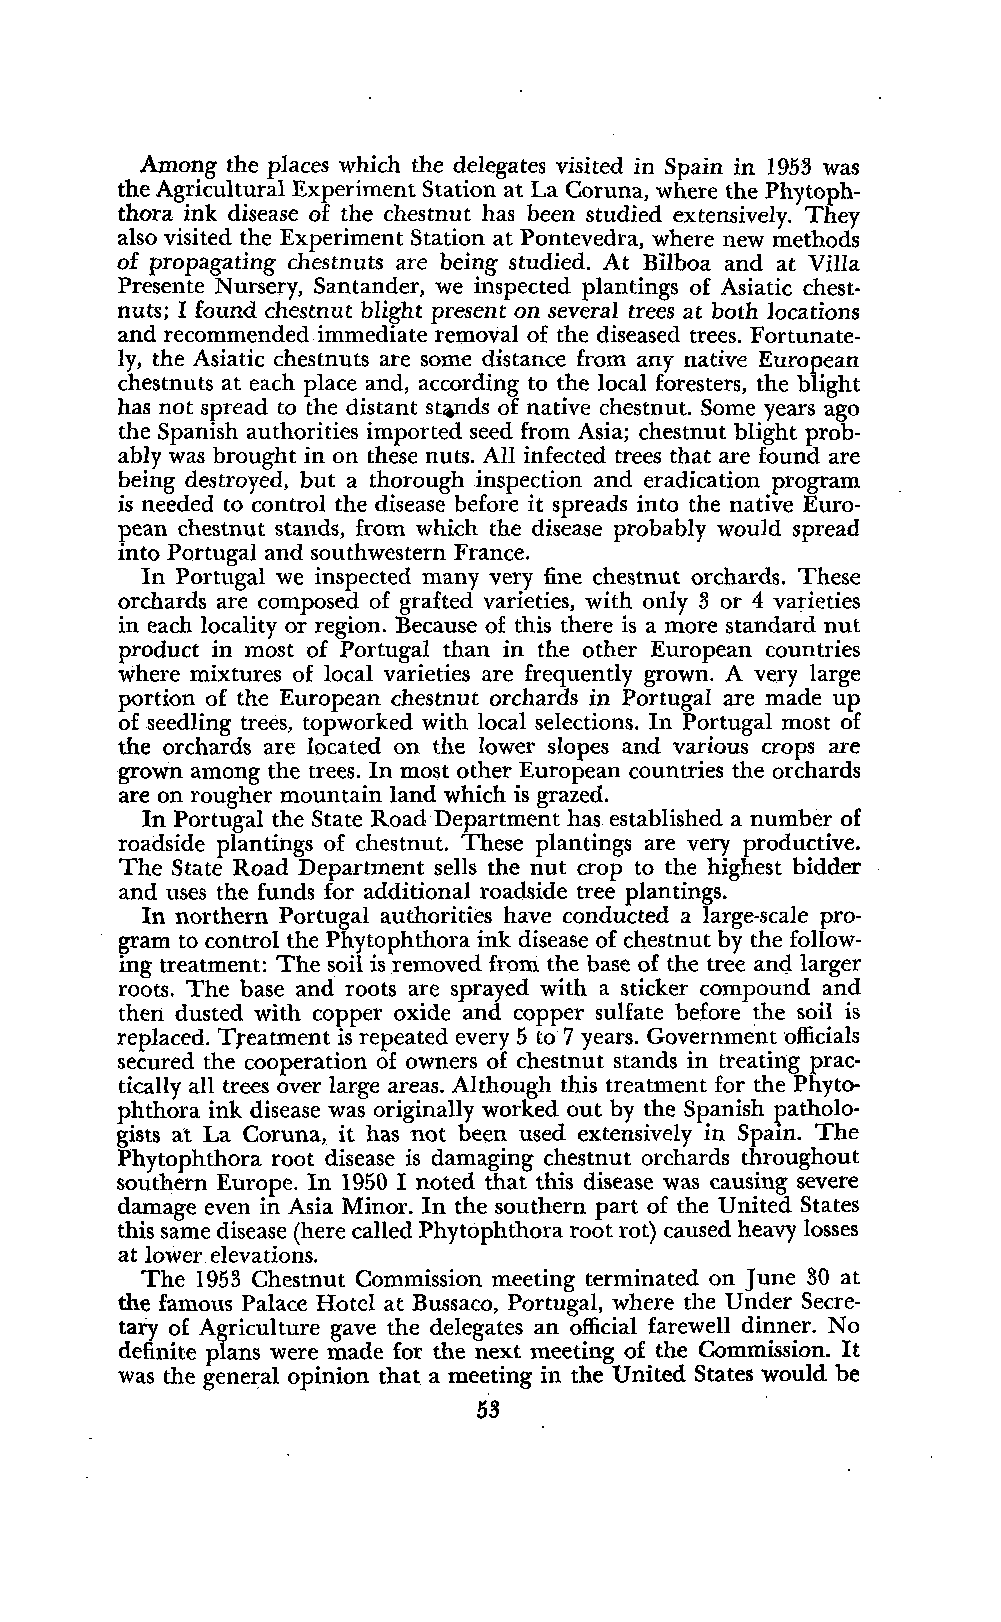 Among the places which the delegates visited in Spain in 1953 was
the Agricultural Experiment Station at La Coruna, where the Phytoph-
thora ink disease of the chestnut has been studied extensively. They
also visited the Experiment Station at Pontevedra, where new methods
of propagating chestnuts are being studied. At Bilboa and at Villa
Presente Nursery, Santander, we inspected plantings of Asiatic chest-
nuts; I found chestnut blight present on several trees at both locations
and recommended immediate removal of the diseased trees. Fortunate-
ly, the Asiatic chestnuts are some distance from any native European
chestnuts at each place and, according to the local foresters, the blight
has not spread to the distant stands of native chestnut. Some years ago
the Spanish authorities imported seed from Asia; chestnut blight prob-
ably was brought in on these nuts. All infected trees that are found are
being destroyed, but a thorough inspection and eradication program
is needed to control the disease before it spreads into the native Euro-
pean chestnut stands, from which the disease probably would spread
into Portugal and southwestern France.
In Portugal we inspected many very fine chestnut orchards. These
orchards are composed of grafted varieties, with only 3 or 4 varieties
in each locality or region. Because of this there is a more standard nut
product in most of Portugal than in the other European countries
where mixtures of local varieties are frequently grown. A very large
portion of the European chestnut orchards in Portugal are made up
of seedling trees, topworked with local selections. In Portugal most of
the orchards are located on the lower slopes and various crops are
grown among the trees. In most other European countries the orchards
are on rougher mountain land which is grazed.
In Portugal the State Road Department has established a number of
roadside plantings of chestnut. These plantings are very productive.
The State Road Department sells the nut crop to the highest bidder
and uses the funds for additional roadside tree plantings.
In northern Portugal authorities have conducted a large-scale pro-
gram to control the Phytophthora ink disease of chestnut by the follow-
ing treatment: The soil is removed from the base of the tree and larger
roots. The base and roots are sprayed with a sticker compound and
then dusted with copper oxide and copper sulfate before the soil is
replaced. Treatment is repeated every 5 to 7 years. Government officials
secured the cooperation of owners of chestnut stands in treating prac-
tically all trees over large areas. Although this treatment for the Phyto-
phthora ink disease was originally worked out by the Spanish patholo-
gists at La Coruna, it has not been used extensively in Spain. The
Phytophthora root disease is damaging chestnut orchards throughout
southern Europe. In 1950 I noted that this disease was causing severe
damage even in Asia Minor. In the southern part of the United States
this same disease (here called Phytophthora root rot) caused heavy losses
at lower elevations.
The 1953 Chestnut Commission meeting terminated on June 30 at
the famous Palace Hotel at Bussaco, Portugal, where the Under Secre-
tary of Agriculture gave the delegates an official farewell dinner. No
definite plans were made for the next meeting of the Commission. It
was the general opinion that a meeting in the United States would be
53